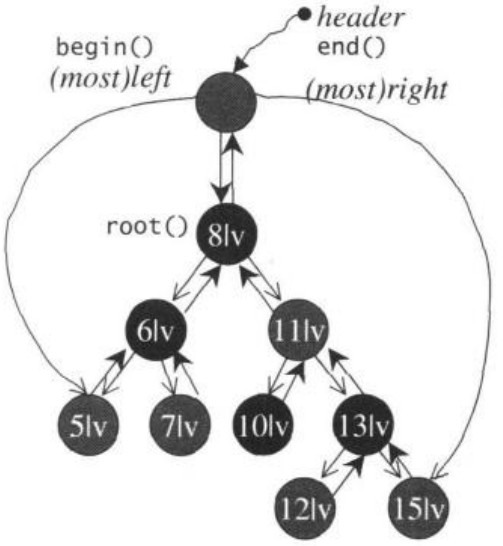 header
begin()
end()
(most)left
(most)right
root()
8|v
6|v
11|v
5|v
7|v
10|v
13|v
12|v
15|v